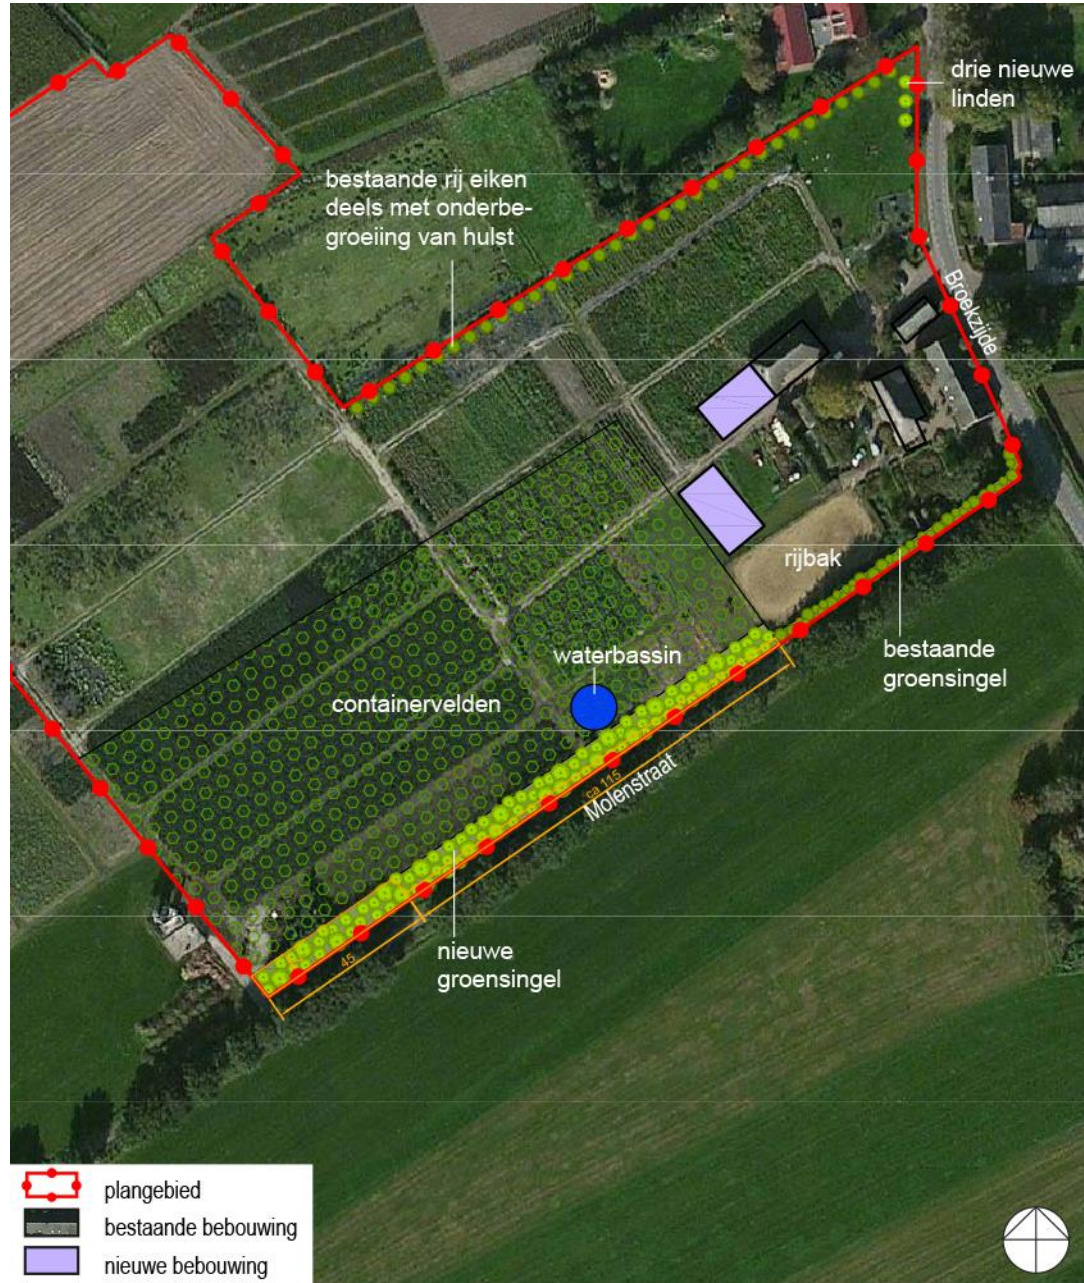 drie nieuwe
linden
bestaande rij eiken
deels met onderbe-
groeiing van hulst
Broekzijde
rijbak
bestaande
groensingel
waterbassin
containervelden
ca 115
Molenstraat
45
nieuwe
groensingel
plangebied
bestaande bebouwing
nieuwe bebouwing